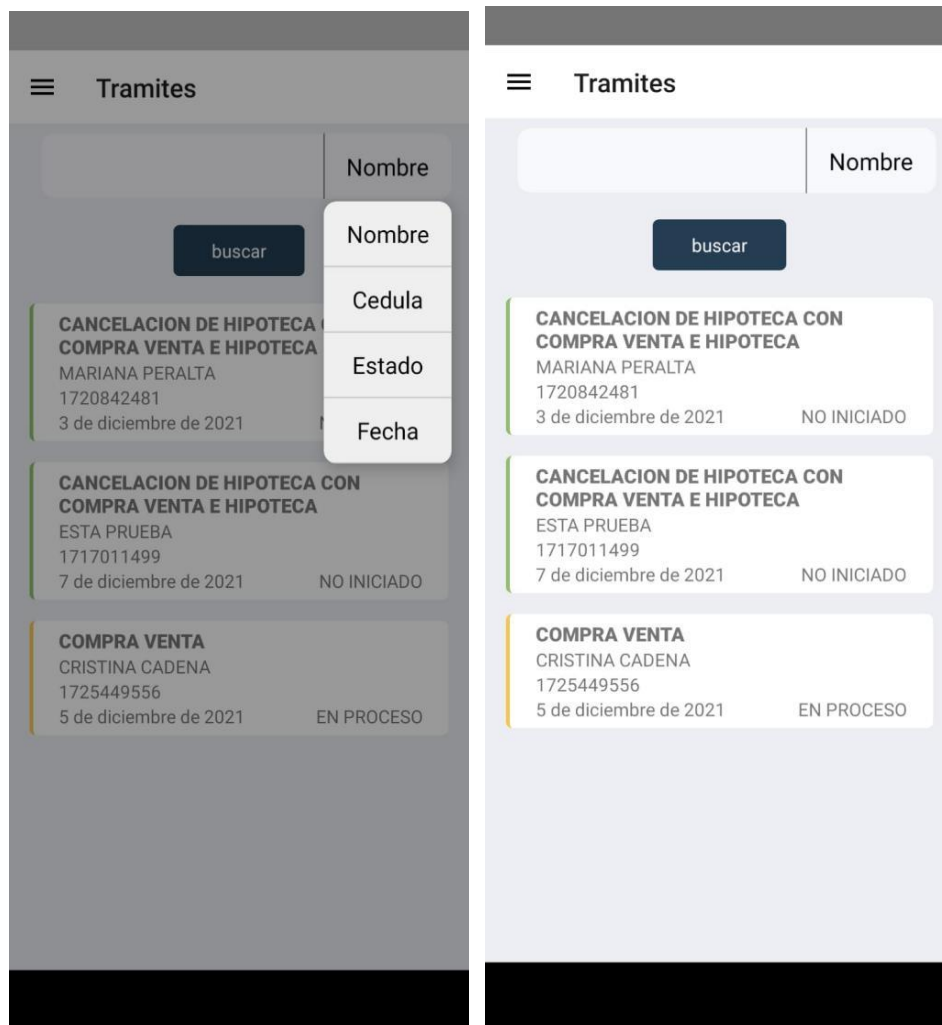 Tramites
Nombre
Nombre
buscar
Cedula
Estado
Fecha
CANCELACION DE HIPOTECA
COMPRA VENTA E HIPOTECA
MARIANA PERALTA
1720842481
3 de diciembre de 2021
CANCELACION DE HIPOTECA CON
COMPRA VENTA E HIPOTECA
ESTA PRUEBA
1717011499
7 de diciembre de 2021 NO INICIADO
COMPRA VENTA
CRISTINA CADENA
1725449556
5 de diciembre de 2021 EN PROCESO
Tramites
Nombre
buscar
CANCELACION DE HIPOTECA CON
COMPRA VENTA E HIPOTECA
MARIANA PERALTA
1720842481
3 de diciembre de 2021 NO INICIADO
CANCELACION DE HIPOTECA CON
COMPRA VENTA E HIPOTECA
ESTA PRUEBA
1717011499
7 de diciembre de 2021 NO INICIADO
COMPRA VENTA
CRISTINA CADENA
1725449556
5 de diciembre de 2021 EN PROCESO